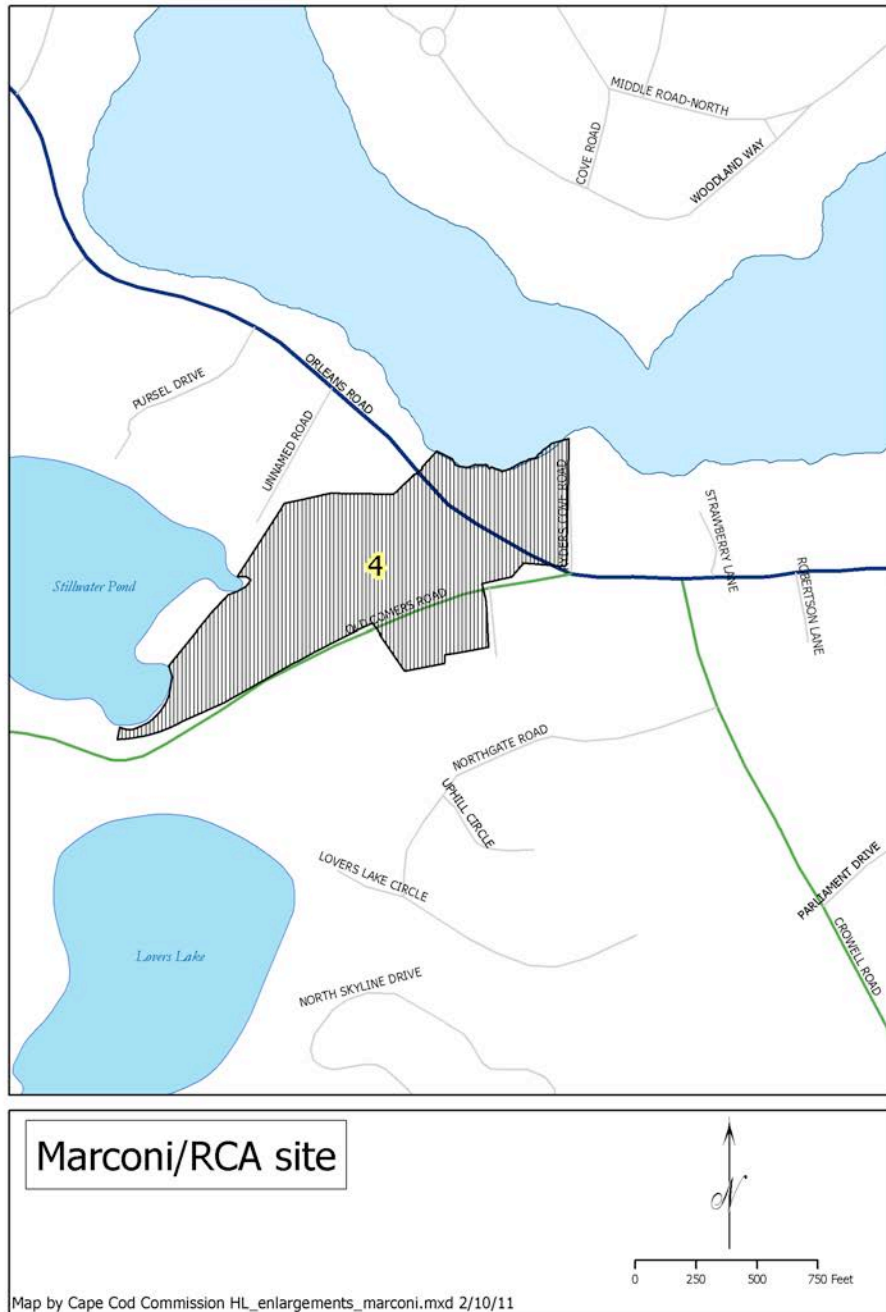 MIDDLE ROAD-NORTH
COVE ROAD
WOODLAND WAY
ORLEANS ROAD
PURSEL DRIVE
UNNAMED ROAD
RYDERS COVE ROAD
STRAWBERRY LANE
4
Stillwater Pond
ROBERTSON LANE
OLD COMERS ROAD
NORTHGATE ROAD
UPHILL CIRCLE
LOVERS LAKE CIRCLE
PARLIAMENT DRIVE
CROWELL ROAD
Lovers Lake
NORTH SKYLINE DRIVE
Marconi/RCA site
N
0 250 500 750 Feet
Map by Cape Cod Commission HL_enlargements_marconi.mxd 2/10/11